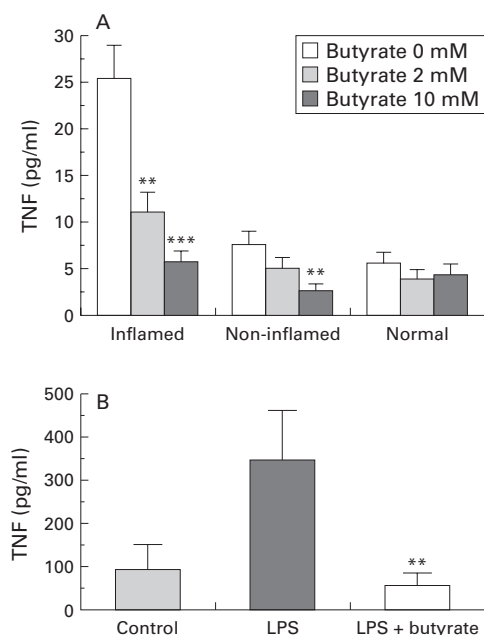 A
30
25
20
15
10
5
0
TNF (pg/ml)
Butyrate 0 mM
Butyrate 2 mM
Butyrate 10 mM
**
***
**
Inflamed Non-inflamed Normal
B
500
400
300
200
100
0
TNF (pg/ml)
**
Control LPS LPS + butyrate